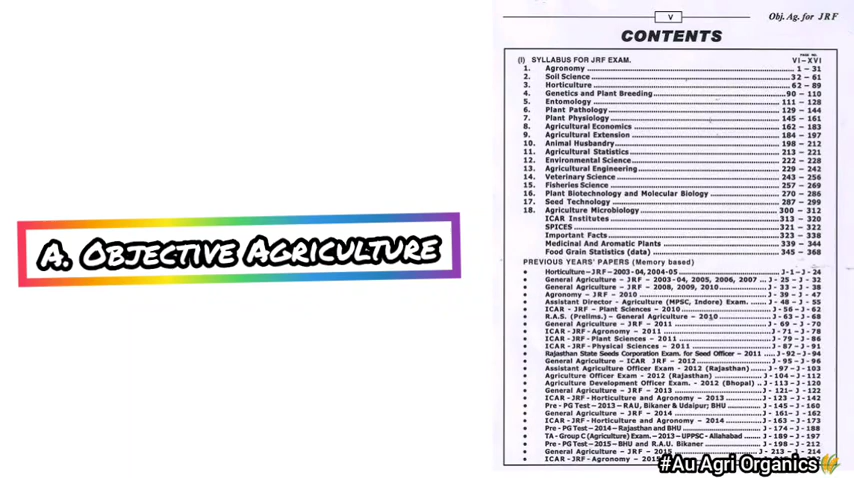 A. OBJECTIVE AGRICULTURE
V
Obj. Ag. for JRF
CONTENTS
PAGE NO.
(I) SYLLABUS FOR JRF EXAM. VI-XVI
1. Agronomy 1 - 31
2. Soil Science 32 - 61
3. Horticulture 62 - 89
4. Genetics and Plant Breeding 90 - 110
5. Entomology 111 - 128
6. Plant Pathology 129 - 144
7. Plant Physiology 145 - 161
8. Agricultural Economics 162 - 183
9. Agricultural Extension 184 - 197
10. Animal Husbandry 198 - 212
11. Agricultural Statistics 213 - 221
12. Environmental Science 222 - 228
13. Agricultural Engineering 229 - 242
14. Veterinary Science 243 - 256
15. Fisheries Science 257 - 269
16. Plant Biotechnology and Molecular Biology 270 - 286
17. Seed Technology 287 - 299
18. Agriculture Microbiology 300 - 312
ICAR Institutes 313 - 320
SPICES 321 - 322
Important Facts 323 - 338
Medicinal And Aromatic Plants 339 - 344
Food Grain Statistics (data) 345 - 368
PREVIOUS YEARS' PAPERS (Memory based)
• Horticulture - JRF - 2003-04, 2004-05 J - 1 - J - 24
• General Agriculture - JRF - 2003-04, 2005, 2006, 2007 J - 25 - J - 32
• General Agriculture - JRF - 2008, 2009, 2010 J - 33 - J - 38
• Agronomy - JRF - 2010 J - 39 - J - 47
• Assistant Director - Agriculture (MPSC, Indore) Exam. J - 48 - J - 55
• ICAR - JRF - Plant Sciences - 2010 J - 56 - J - 62
• R.A.S. (Prelims.) - General Agriculture - 2010 J - 63 - J - 68
• General Agriculture - JRF - 2011 J - 69 - J - 70
• ICAR - JRF - Agronomy - 2011 J - 71 - J - 78
• ICAR - JRF - Plant Sciences - 2011 J - 79 - J - 86
• ICAR - JRF - Physical Sciences - 2011 J - 87 - J - 91
• Rajasthan State Seeds Corporation Exam. for Seed Officer - 2011 J - 92 - J - 94
• General Agriculture - ICAR JRF - 2012 J - 95 - J - 96
• Assistant Agriculture Officer Exam - 2012 (Rajasthan) J - 97 - J - 103
• Agriculture Officer Exam - 2012 (Rajasthan) J - 104 - J - 112
• Agriculture Development Officer Exam. - 2012 (Bhopal) J - 113 - J - 120
• General Agriculture - JRF - 2013 J - 121 - J - 122
• ICAR - JRF - Horticulture and Agronomy - 2013 J - 123 - J - 142
• Pre - PG Test - 2013 - RAU, Bikaner & Udaipur; BHU J - 145 - J - 160
• General Agriculture - JRF - 2014 J - 161 - J - 162
• ICAR - JRF - Horticulture and Agronomy - 2014 J - 163 - J - 173
• Pre - PG Test - 2014 - Rajasthan and BHU J - 174 - J - 188
• TA - Group C (Agriculture) Exam. - 2013 - UPPSC - Allahabad J - 189 - J - 197
• Pre - PG Test - 2015 - BHU and R.A.U. Bikaner J - 198 - J - 212
• General Agriculture - JRF - 2015 J - 213 - J - 214
• ICAR - JRF - Agronomy - 2015
#Au Agri Organics